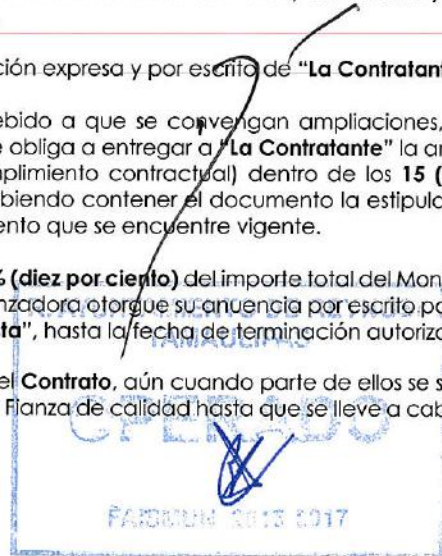 ción expresa y por escrito de "La Contratant
ebido a que se convengan ampliaciones,
e obliga a entregar a "La Contratante" la a
plimiento contractual) dentro de los 15 (
biendo contener el documento la estipula
ento que se encuentre vigente.
% (diez por ciento) del importe total del Mon
nzadora otorgue su anuencia por escrito p
ta", hasta la fecha de terminación autoriza
TAMAULIPAS
el Contrato, aún cuando parte de ellos se s
Fianza de calidad hasta que se lleve a cab
OPERADO
2017